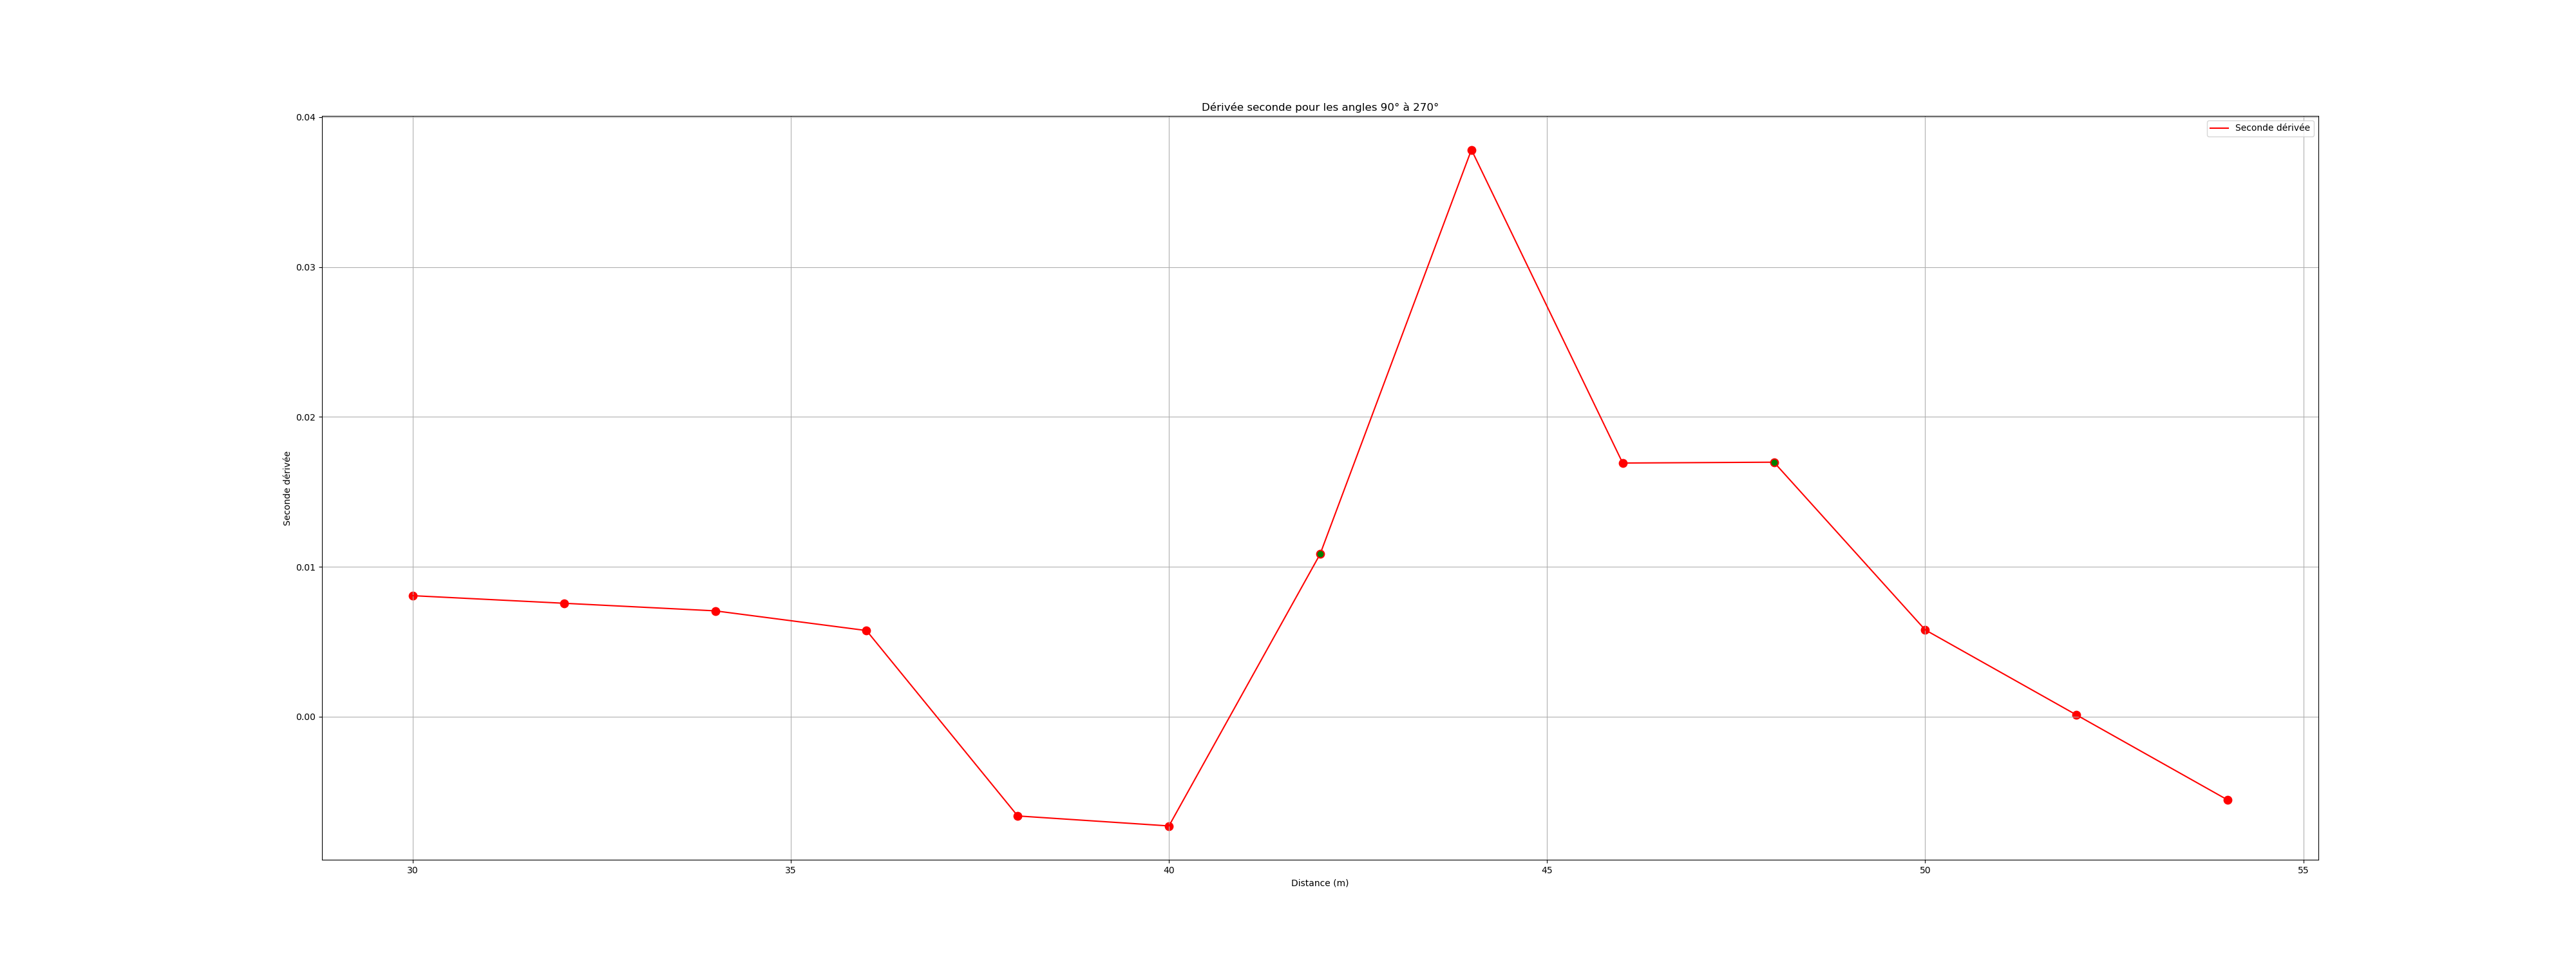 Dérivée seconde pour les angles 90° à 270°
Seconde dérivée
0.04
0.03
0.02
0.01
0.00
Seconde dérivée
30
35
40
45
50
55
Distance (m)